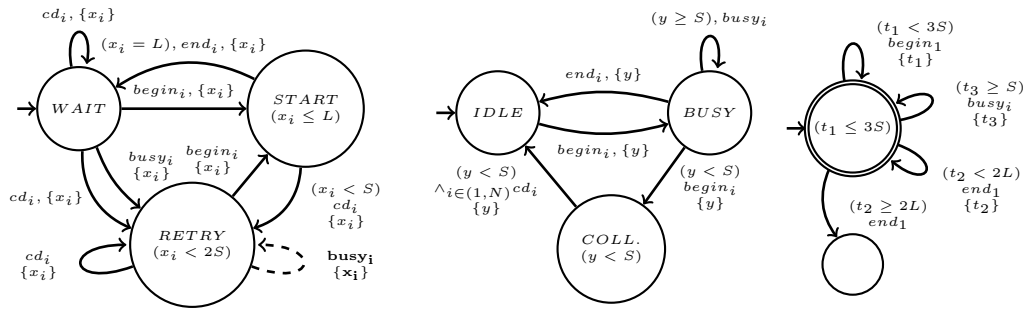 cd_i, {x_i}
(x_i = L), end_i, {x_i}
WAIT
begin_i, {x_i}
START
(x_i ≤ L)
busy_i
{x_i}
begin_i
{x_i}
cd_i, {x_i}
(x_i < S)
cd_i
{x_i}
RETRY
(x_i < 2S)
cd_i
{x_i}
busy_i
{x_i}
(y ≥ S), busy_i
end_i, {y}
IDLE
BUSY
begin_i, {y}
(y < S)
∧_{i∈(1,N)} cd_i
{y}
(y < S)
begin_i
{y}
COLL.
(y < S)
(t_1 < 3S)
begin_1
{t_1}
(t_3 ≥ S)
busy_i
{t_3}
(t_1 ≤ 3S)
(t_2 < 2L)
end_1
{t_2}
(t_2 ≥ 2L)
end_1